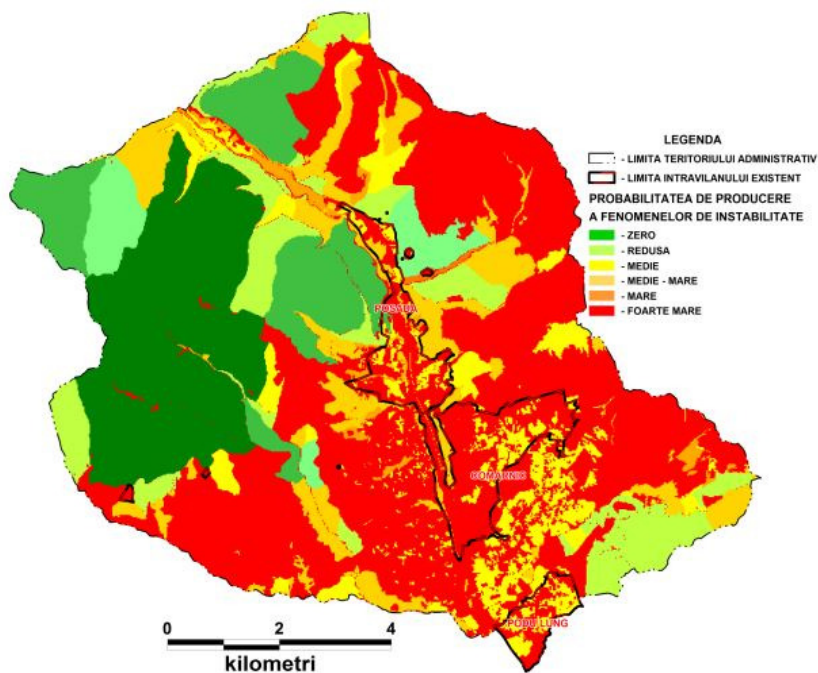 LEGENDA
- LIMITA TERITORIULUI ADMINISTRATIV
- LIMITA INTRAVILANULUI EXISTENT
PROBABILITATEA DE PRODUCERE
A FENOMENELOR DE INSTABILITATE
- ZERO
- REDUSA
- MEDIE
- MEDIE - MARE
- MARE
- FOARTE MARE
POSADA
COMARNIC
PODU LUNG
0 2 4
kilometri